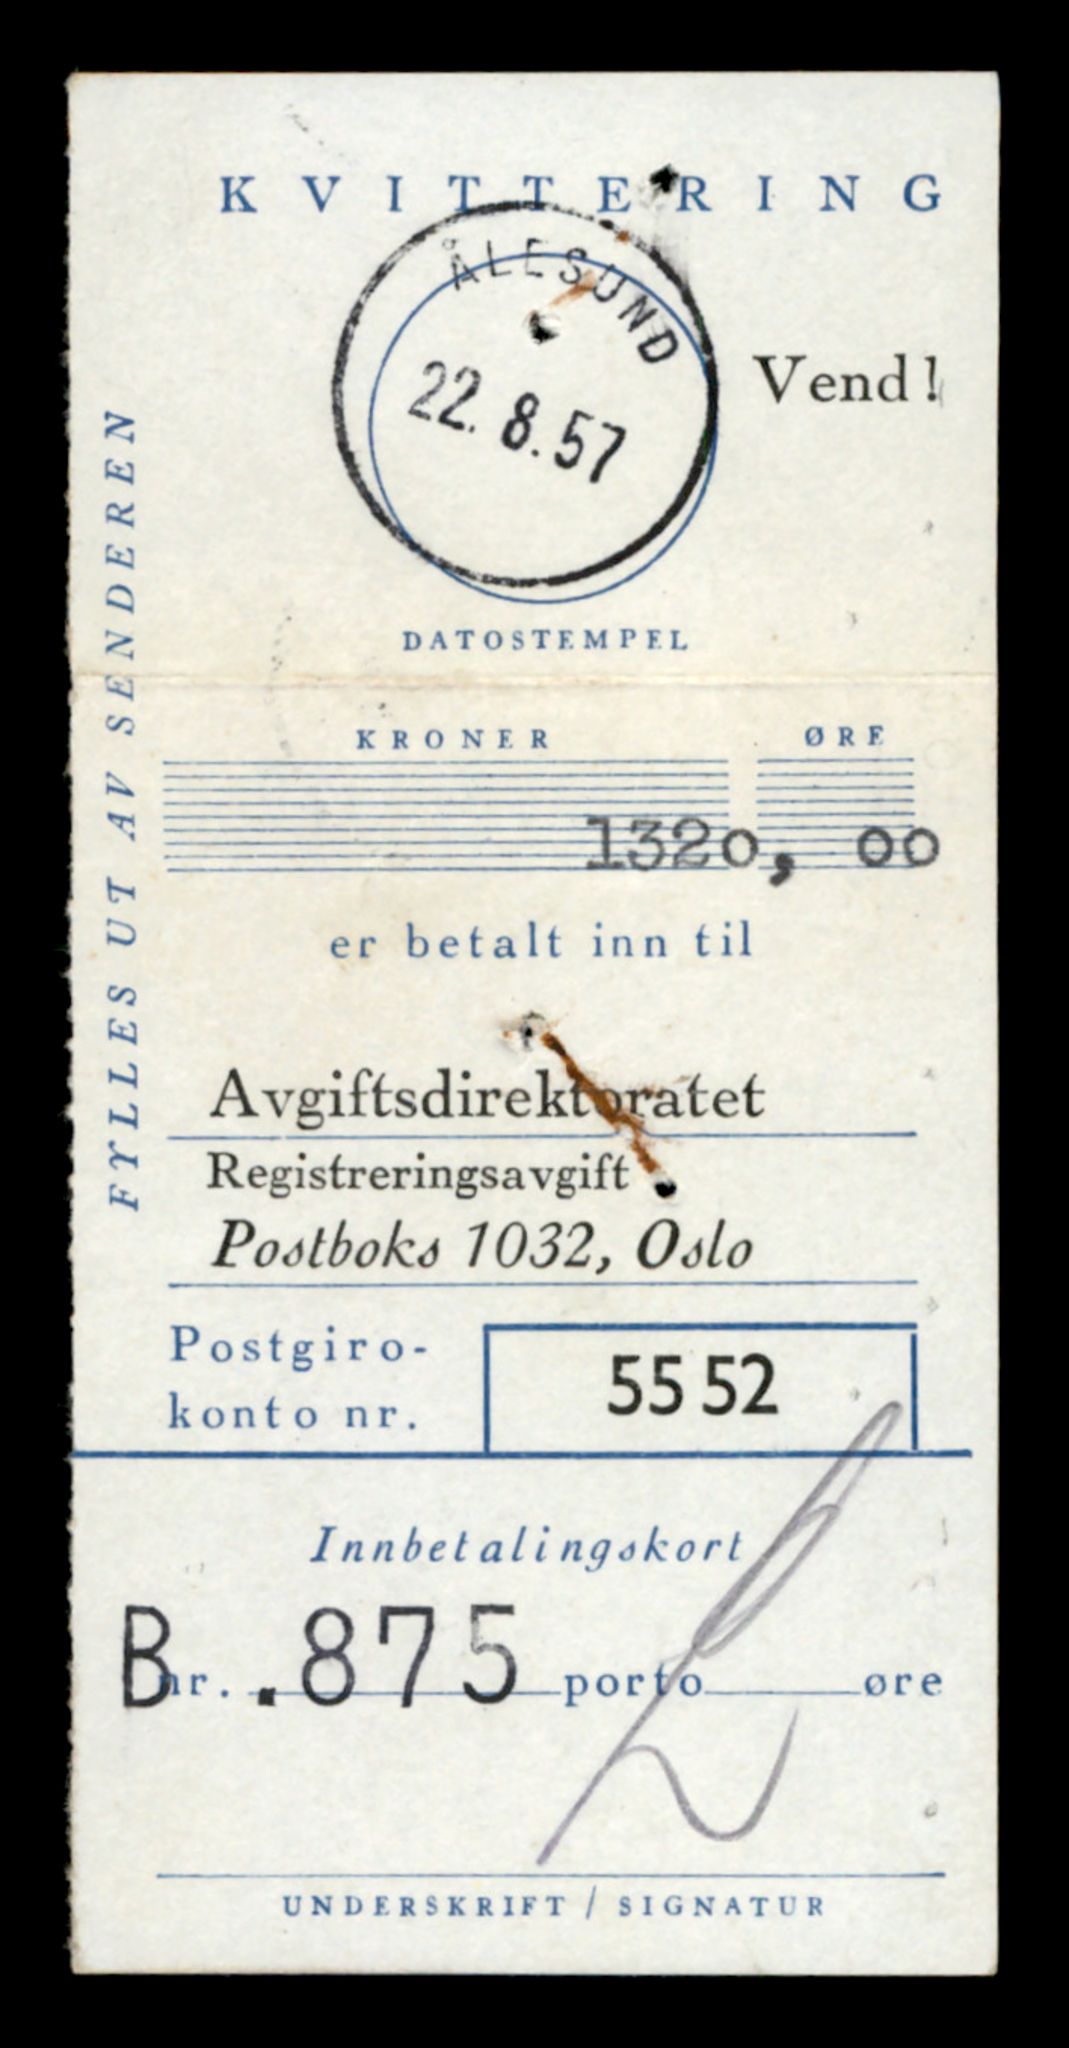 KVITTERING
ÅLESUND
22. 8. 57
Vend!
DATOSTEMPEL
FYLLES UT AV SENDEREN
KRONER ØRE
1320, 00
er betalt inn til
Avgiftsdirektoratet
Registreringsavgift
Postboks 1032, Oslo
Postgiro-
konto nr.
55 52
Innbetalingskort
B nr. .875 porto øre
UNDERSKRIFT / SIGNATUR